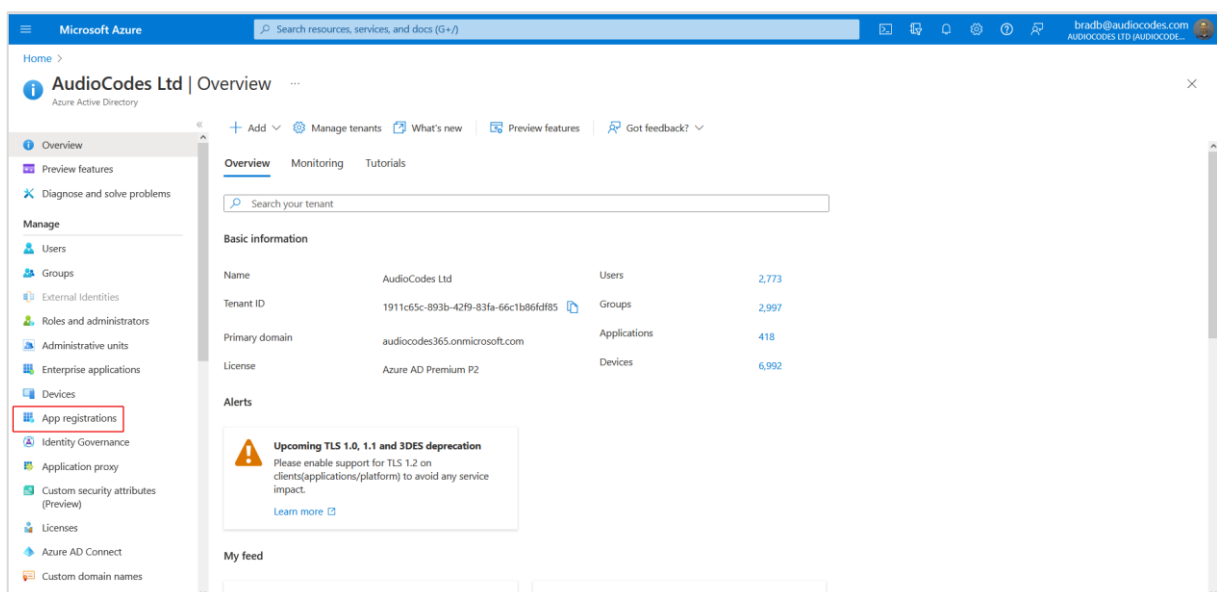 Microsoft Azure
Search resources, services, and docs (G+/)
bradb@audiocodes.com
AUDIOCODES LTD (AUDIOCODE...
Home >
AudioCodes Ltd | Overview ...
Azure Active Directory
Overview
Preview features
Diagnose and solve problems
Manage
Users
Groups
External Identities
Roles and administrators
Administrative units
Enterprise applications
Devices
App registrations
Identity Governance
Application proxy
Custom security attributes
(Preview)
Licenses
Azure AD Connect
Custom domain names
Add Manage tenants What's new Preview features Got feedback?
Overview Monitoring Tutorials
Search your tenant
Basic information
Name AudioCodes Ltd Users 2,773
Tenant ID 1911c65c-893b-42f9-83fa-66c1b86fdf85 Groups 2,997
Primary domain audiocodes365.onmicrosoft.com Applications 418
License Azure AD Premium P2 Devices 6,992
Alerts
Upcoming TLS 1.0, 1.1 and 3DES deprecation
Please enable support for TLS 1.2 on
clients(applications/platform) to avoid any service
impact.
Learn more
My feed